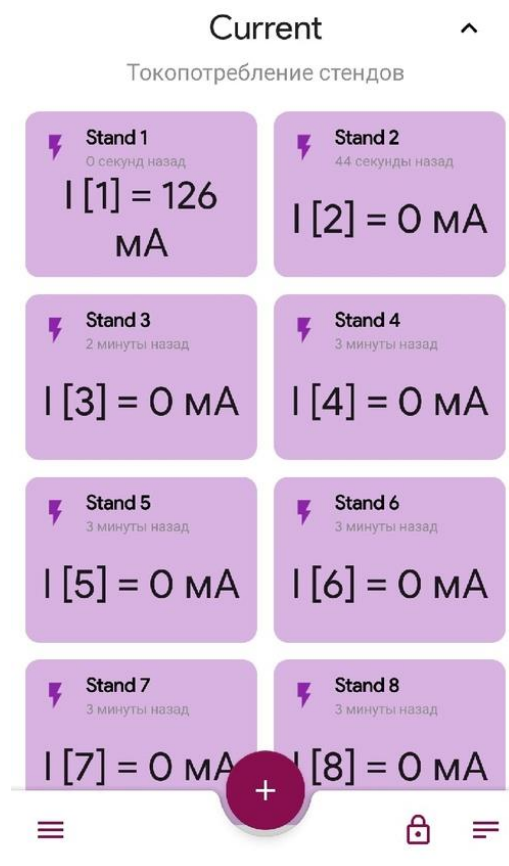 Current
Токопотребление стендов
Stand 1
0 секунд назад
I [1] = 126
мА
Stand 2
44 секунды назад
I [2] = 0 мА
Stand 3
2 минуты назад
I [3] = 0 мА
Stand 4
3 минуты назад
I [4] = 0 мА
Stand 5
3 минуты назад
I [5] = 0 мА
Stand 6
3 минуты назад
I [6] = 0 мА
Stand 7
3 минуты назад
I [7] = 0 мА
Stand 8
3 минуты назад
I [8] = 0 мА
+